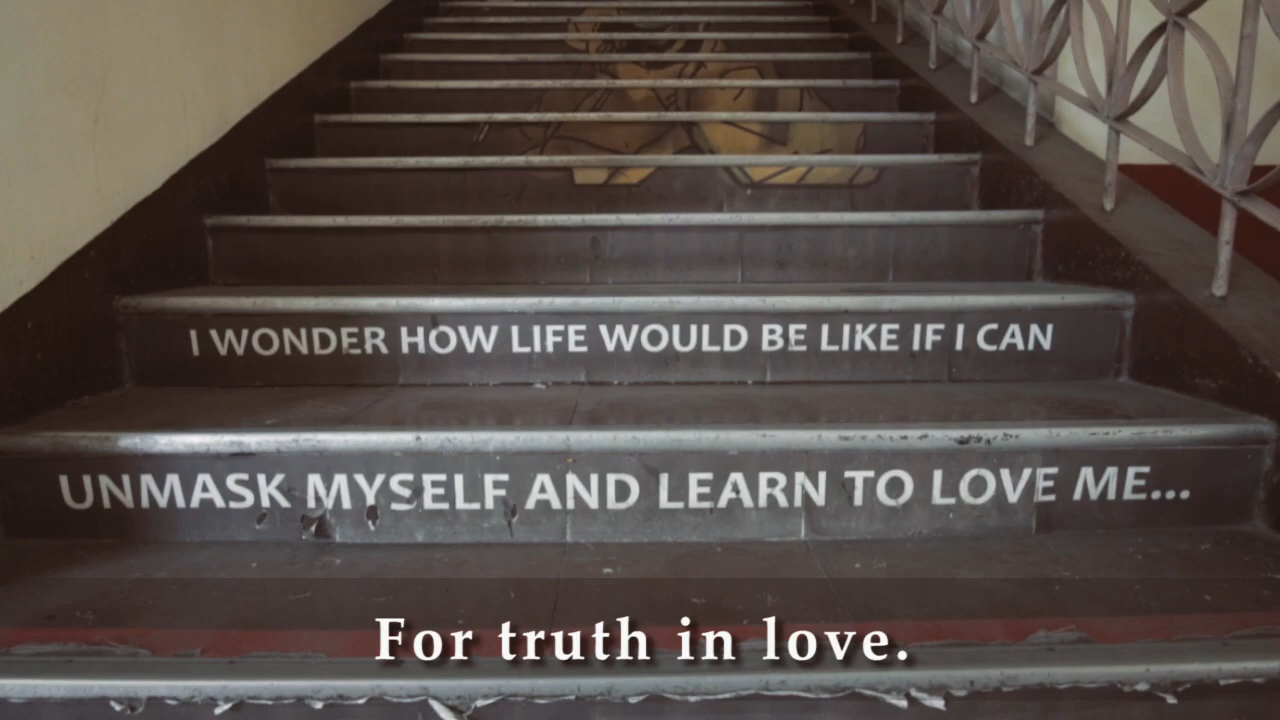 I WONDER HOW LIFE WOULD BE LIKE IF I CAN
UNMASK MYSELF AND LEARN TO LOVE ME...
For truth in love.